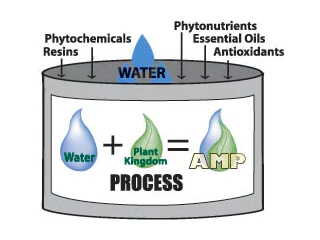 Phytonutrients
Phytochemicals Essential Oils
Resins Antioxidants
WATER
Water + Plant Kingdom = AMP
PROCESS